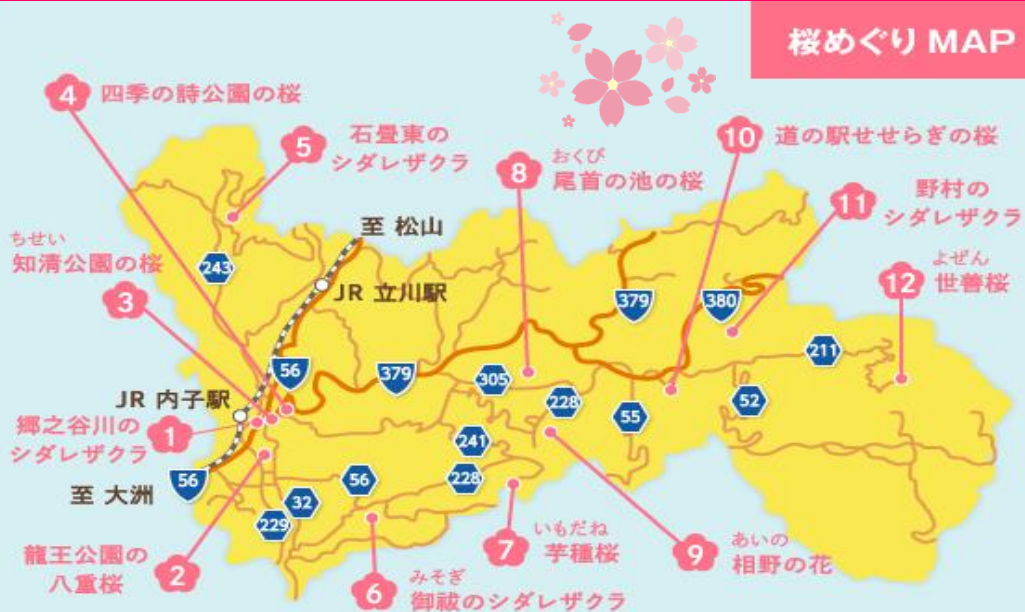 桜めぐり MAP
4 四季の詩公園の桜
5 石畳東の
シダレザクラ
8 おくび
尾首の池の桜
10 道の駅せせらぎの桜
11 野村の
シダレザクラ
12 よぜん
世善桜
至 松山
ちせい
知清公園の桜
3
243
JR 立川駅
379
380
211
56
379
305
228
55
52
JR 内子駅
郷之谷川の
シダレザクラ
1
241
56
至 大洲
56
228
32
229
龍王公園の
八重桜
2
6 みそぎ
御祓のシダレザクラ
7 いもだね
芋種桜
9 あいの
相野の花